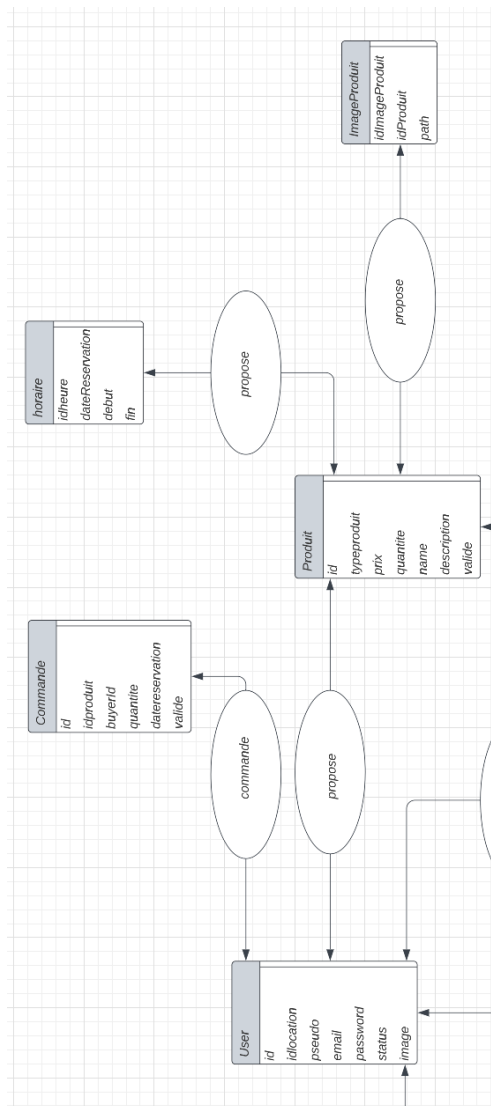 ImageProduit
idImageProduit
idProduit
path
propose
horaire
idheure
dateReservation
debut
fin
propose
Produit
id
typeproduit
prix
quantite
name
description
valide
Commande
id
idproduit
buyerId
quantite
datereservation
valide
commande
propose
User
id
idlocation
pseudo
email
password
status
image